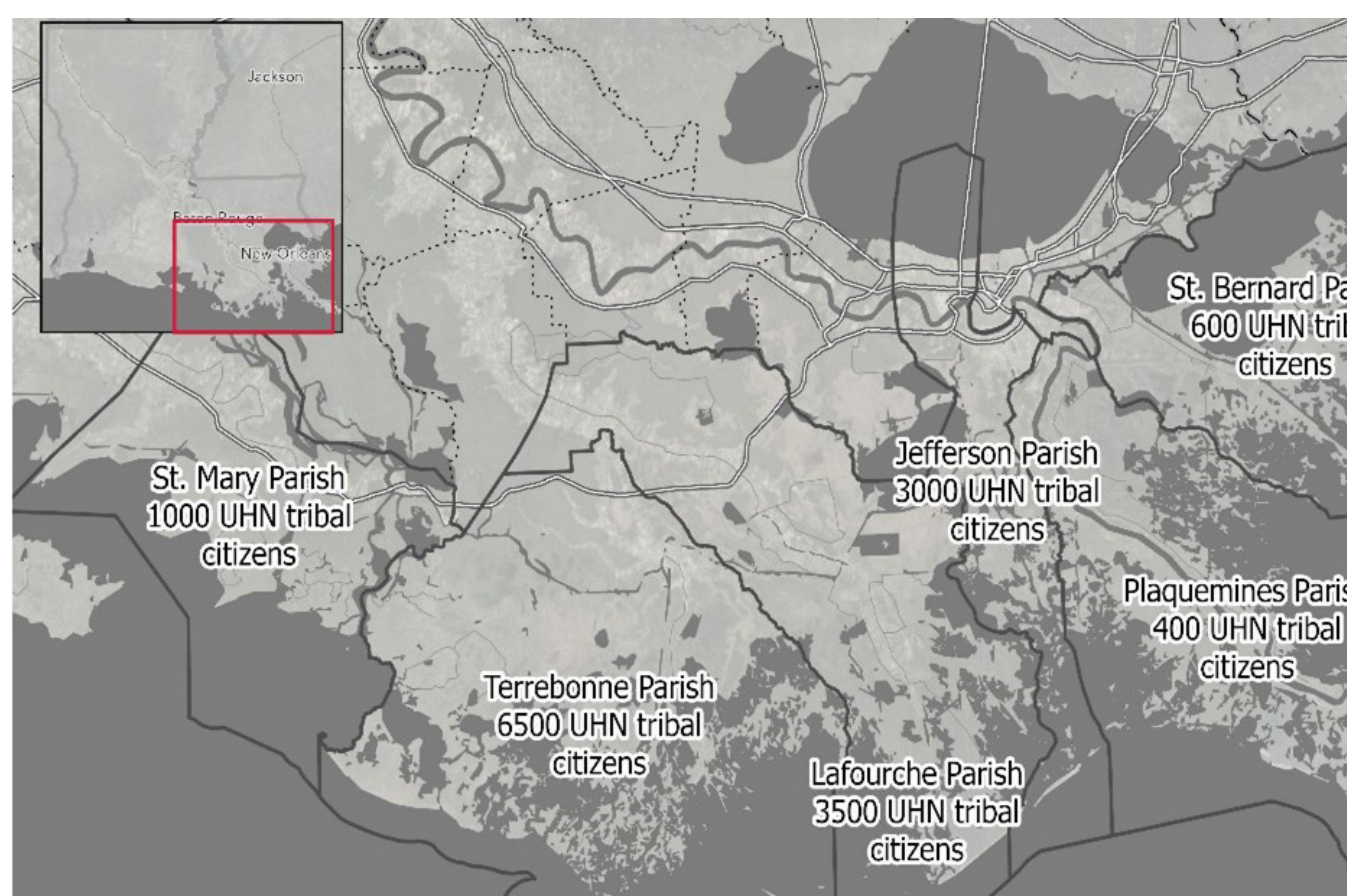 Jackson
Baton Rouge
New Orleans
St. Bernard Pa
600 UHN trib
citizens
St. Mary Parish
1000 UHN tribal
citizens
Jefferson Parish
3000 UHN tribal
citizens
Plaquemines Paris
400 UHN tribal
citizens
Terrebonne Parish
6500 UHN tribal
citizens
Lafourche Parish
3500 UHN tribal
citizens